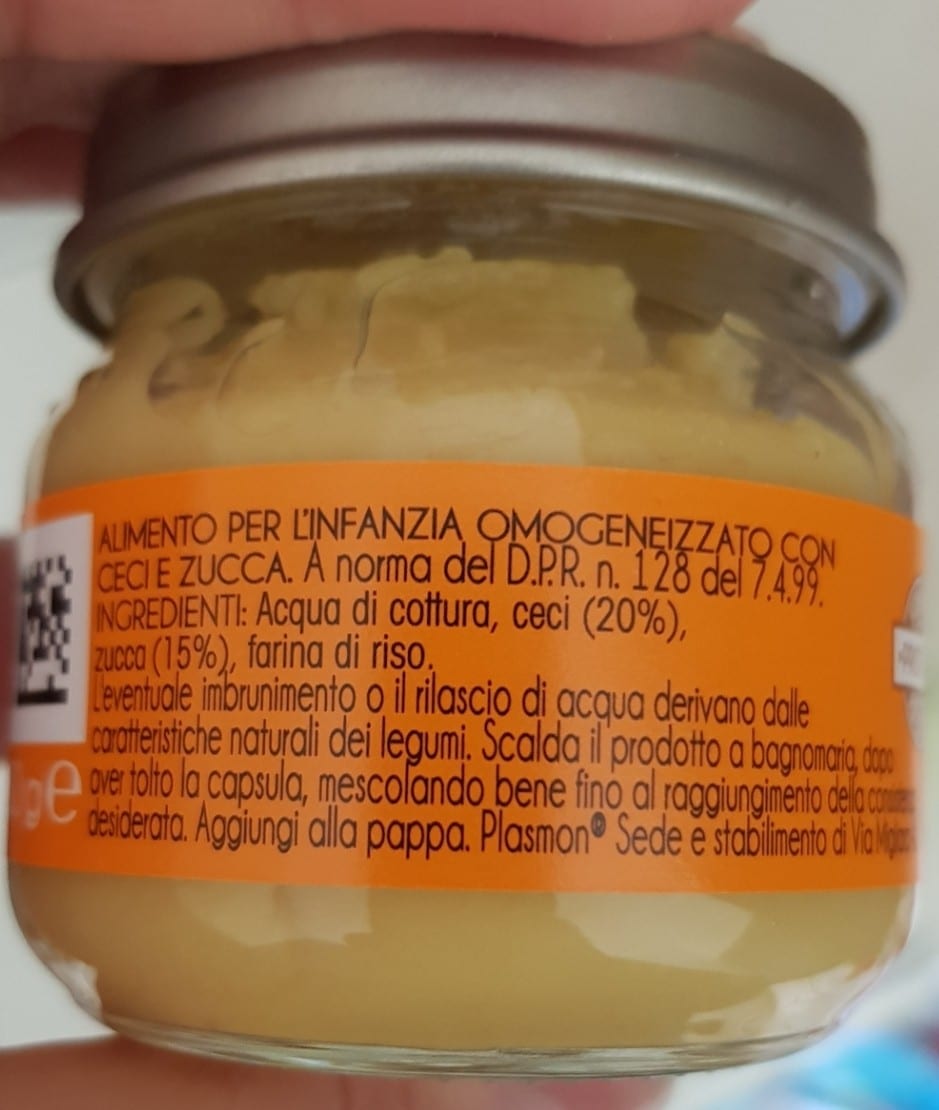 ALIMENTO PER L'INFANZIA OMOGENEIZZATO CON
CECI E ZUCCA. A norma del D.P.R. n. 128 del 7.4.99.
INGREDIENTI: Acqua di cottura, ceci (20%),
zucca (15%), farina di riso.
L'eventuale imbrunimento o il rilascio di acqua derivano dalle
caratteristiche naturali dei legumi. Scalda il prodotto a bagnomaria, dopo
aver tolto la capsula, mescolando bene fino al raggiungimento della
desiderata. Aggiungi alla pappa. Plasmon® Sede e stabilimento di Via
g e